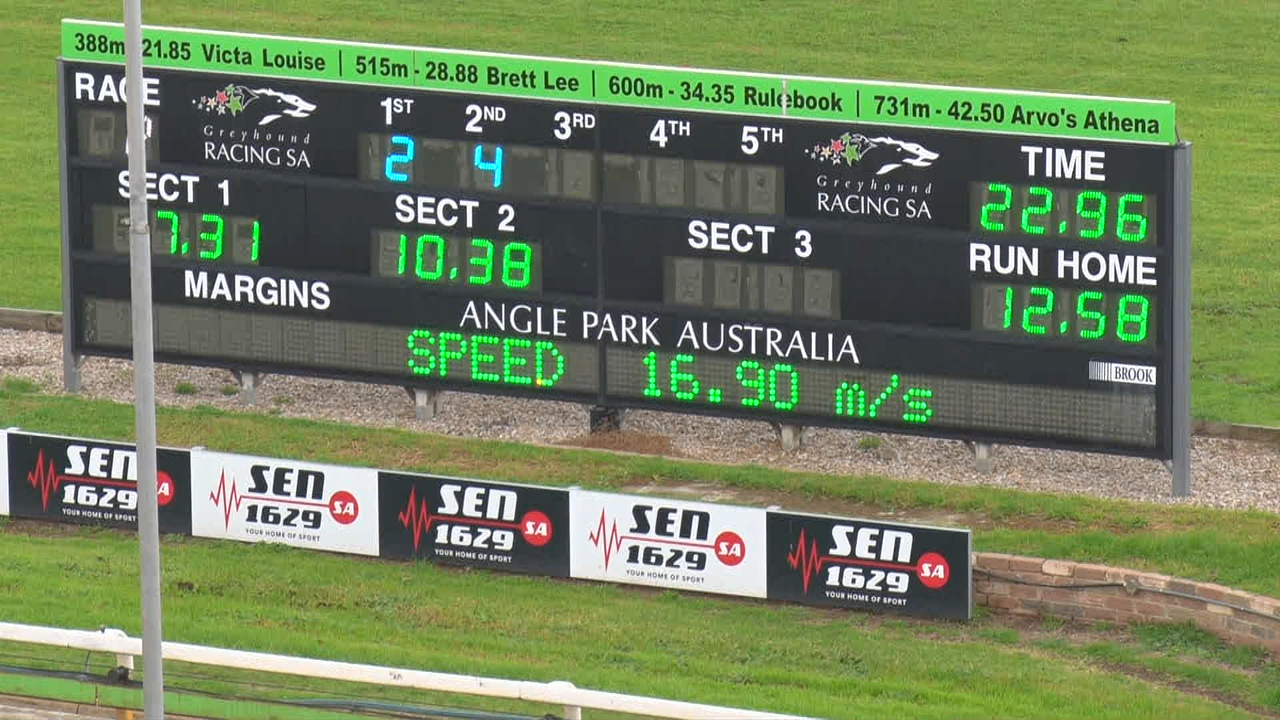 388m 21.85 Victa Louise | 515m - 28.88 Brett Lee | 600m - 34.35 Rulebook | 731m - 42.50 Arvo's Athena
RACE
Greyhound
RACING SA
1ST 2ND 3RD 4TH 5TH
2 4
Greyhound
RACING SA
TIME
22.96
SECT 1
7.31
SECT 2
10.38
SECT 3
RUN HOME
12.58
MARGINS
ANGLE PARK AUSTRALIA
SPEED 16.90 m/s
BROOK
SEN
1629 SA
YOUR HOME OF SPORT
SEN
1629 SA
YOUR HOME OF SPORT
SEN
1629 SA
YOUR HOME OF SPORT
SEN
1629 SA
YOUR HOME OF SPORT
SEN
1629 SA
YOUR HOME OF SPORT